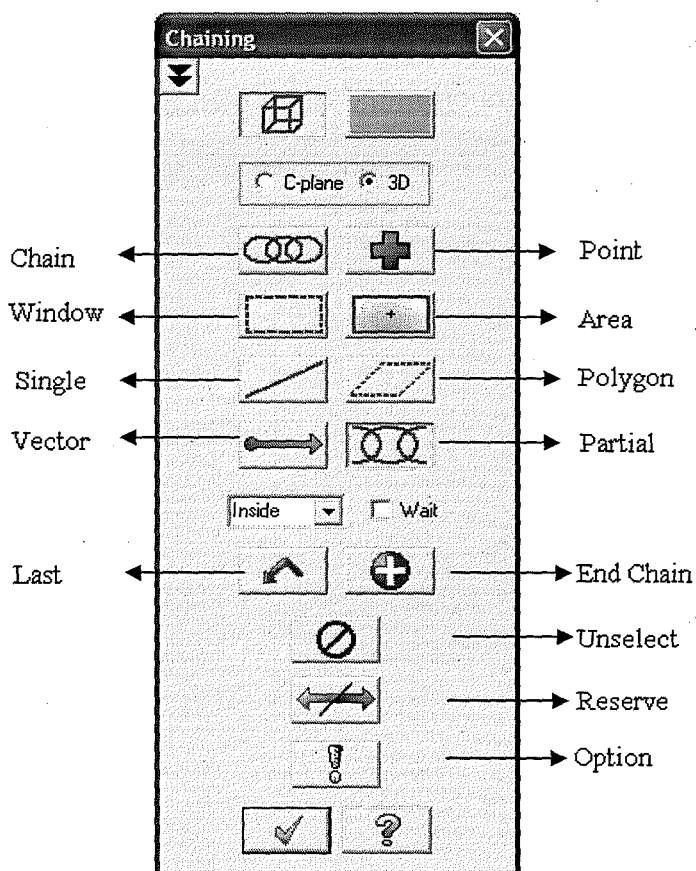 Chaining
C-plane 3D
Chain Point
Window Area
Single Polygon
Vector Partial
Inside Wait
Last End Chain
Unselect
Reserve
Option